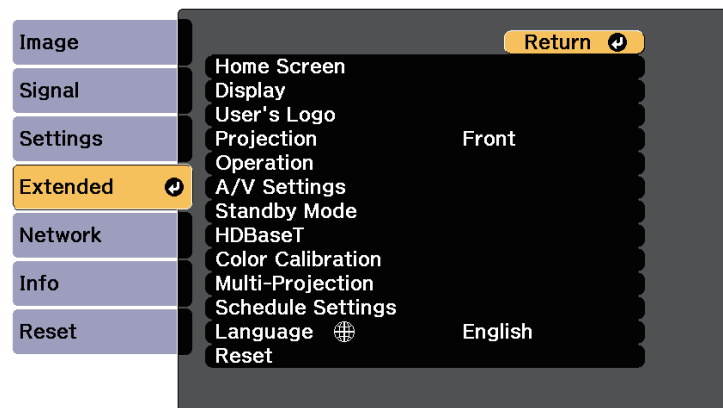 Image
Signal
Settings
Extended
Network
Info
Reset
Return
Home Screen
Display
User's Logo
Projection Front
Operation
A/V Settings
Standby Mode
HDBaseT
Color Calibration
Multi-Projection
Schedule Settings
Language English
Reset